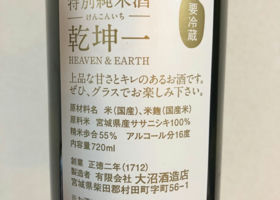 特別純米酒
要冷蔵
けんこんいち
乾坤一
HEAVEN & EARTH
上品な甘さとキレのあるお酒です。
ぜひ、グラスでお楽しみ下さい。
原材料名 米(国産)、米麹(国産米)
原料米 宮城県産ササニシキ100%
精米歩合55% アルコール分16度
内容量720ml
創業 正徳二年(1712)
製造者 有限会社 大沼酒造店
宮城県柴田郡村田町字町56-1